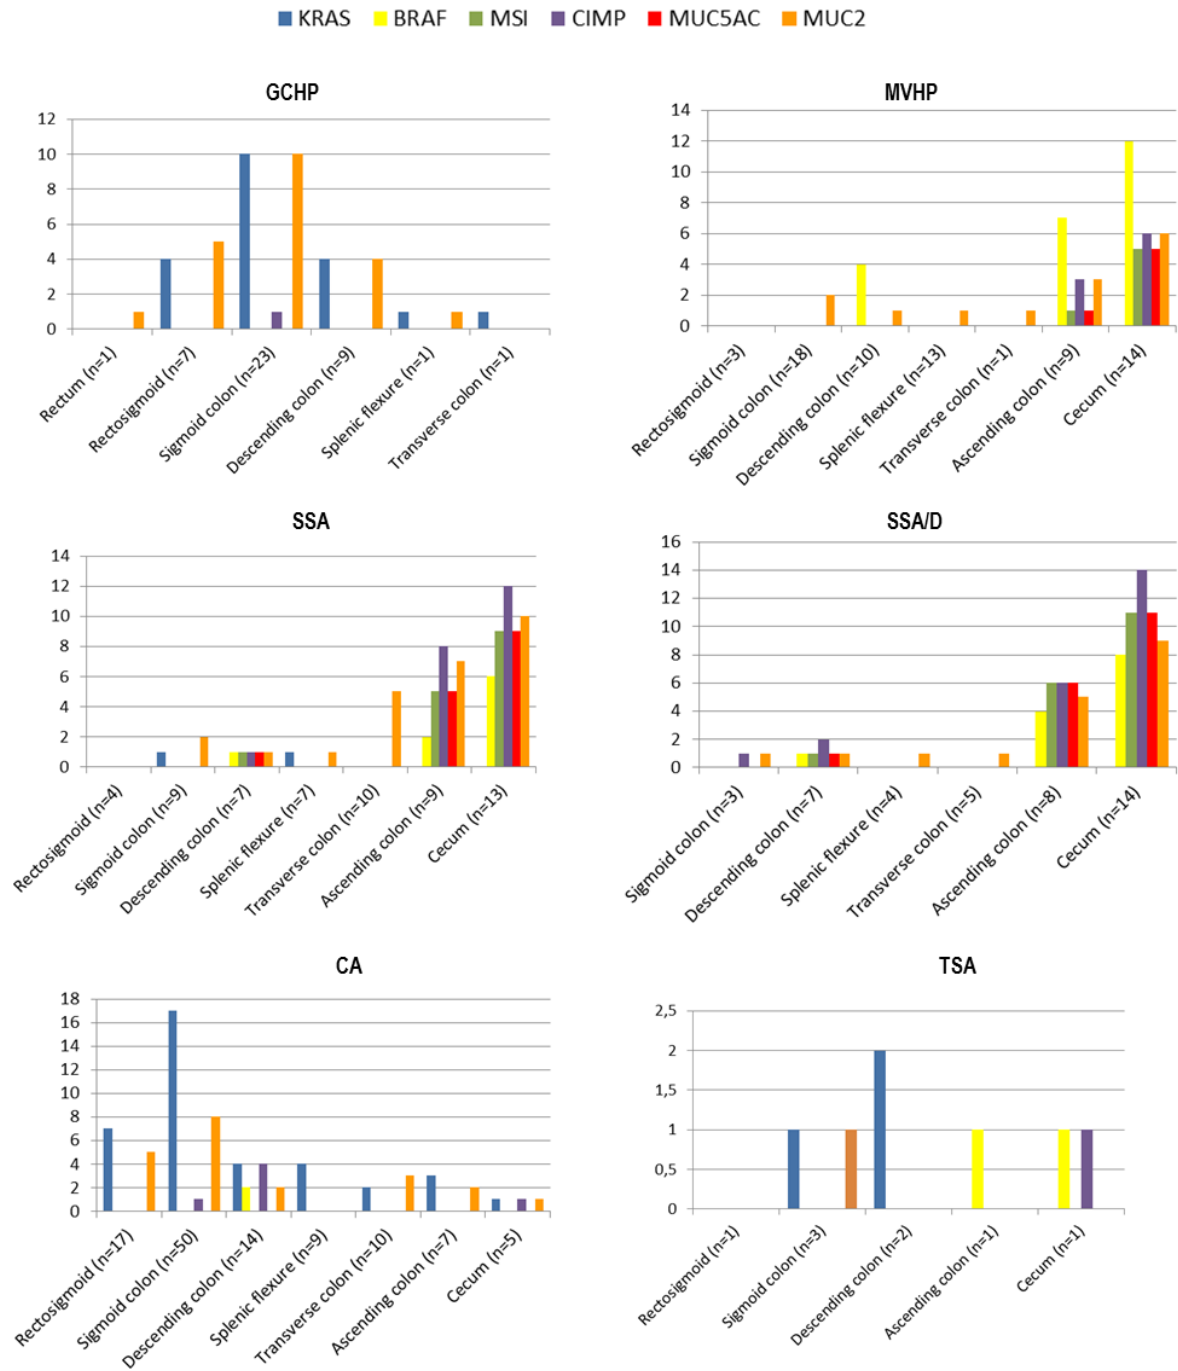 KRAS BRAF MSI CIMP MUC5AC MUC2
GCHP
12
10
8
6
4
2
0
Rectum (n=1)
Rectosigmoid (n=7)
Sigmoid colon (n=23)
Descending colon (n=9)
Splenic flexure (n=1)
Transverse colon (n=1)
MVHP
14
12
10
8
6
4
2
0
Rectosigmoid (n=3)
Sigmoid colon (n=18)
Descending colon (n=10)
Splenic flexure (n=13)
Transverse colon (n=1)
Ascending colon (n=9)
Cecum (n=14)
SSA
14
12
10
8
6
4
2
0
Rectosigmoid (n=4)
Sigmoid colon (n=9)
Descending colon (n=7)
Splenic flexure (n=7)
Transverse colon (n=10)
Ascending colon (n=9)
Cecum (n=13)
SSA/D
16
14
12
10
8
6
4
2
0
Sigmoid colon (n=3)
Descending colon (n=7)
Splenic flexure (n=4)
Transverse colon (n=5)
Ascending colon (n=8)
Cecum (n=14)
CA
18
16
14
12
10
8
6
4
2
0
Rectosigmoid (n=17)
Sigmoid colon (n=50)
Descending colon (n=14)
Splenic flexure (n=9)
Transverse colon (n=10)
Ascending colon (n=7)
Cecum (n=5)
TSA
2,5
2
1,5
1
0,5
0
Rectosigmoid (n=1)
Sigmoid colon (n=3)
Descending colon (n=2)
Ascending colon (n=1)
Cecum (n=1)